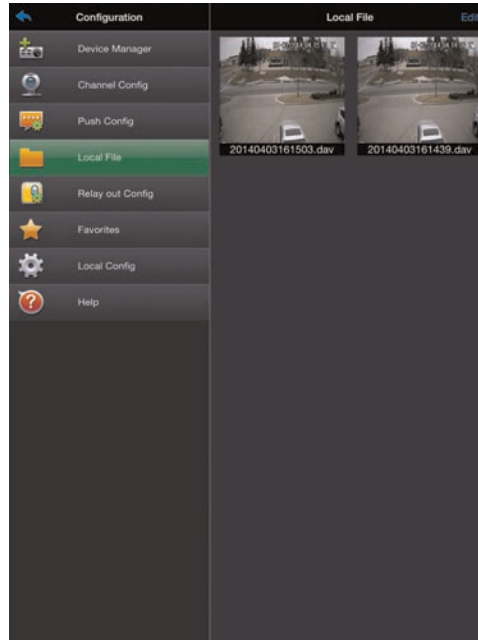 Configuration
Local File
Edit
Device Manager
Channel Config
Push Config
Local File
Relay out Config
Favorites
Local Config
Help
20140403161503.dav
20140403161439.dav